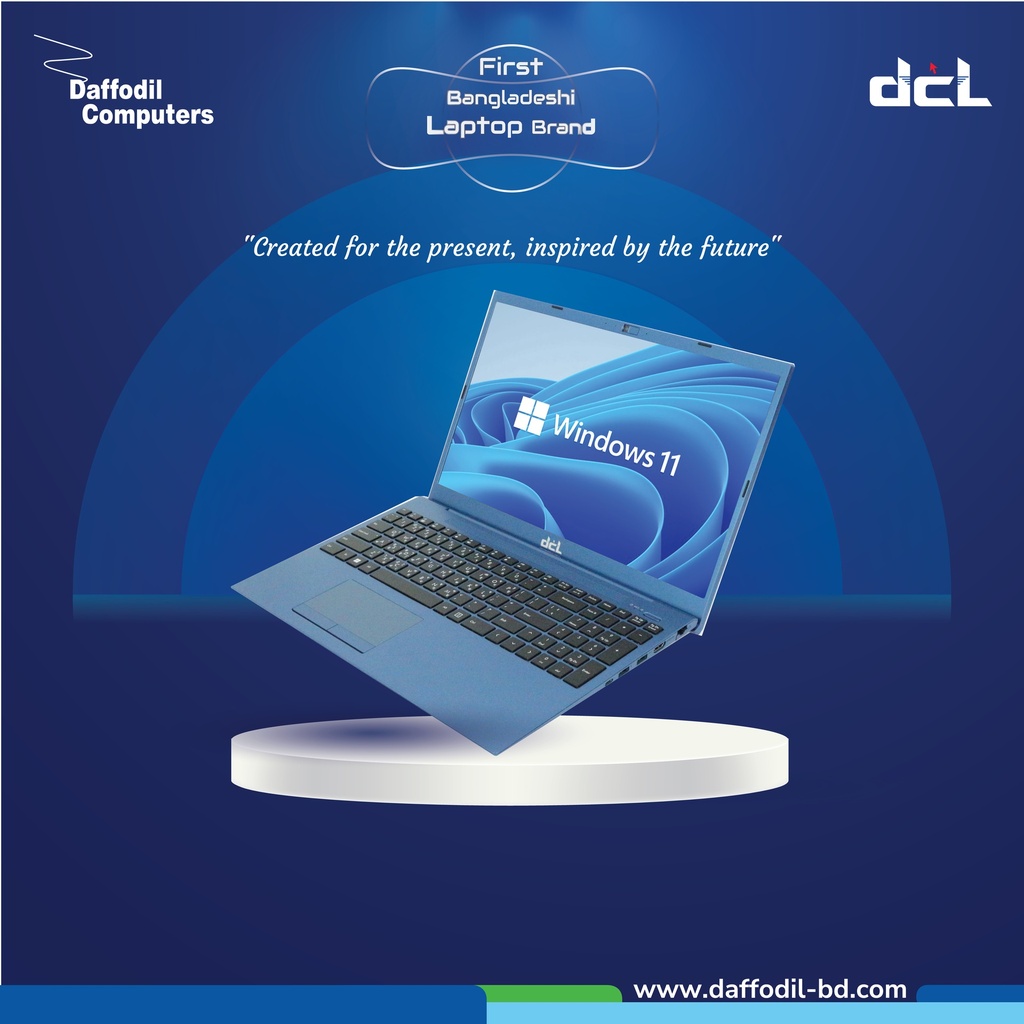 Daffodil
Computers
First
Bangladeshi
Laptop Brand
dcl
"Created for the present, inspired by the future"
Windows 11
dcl
www.daffodil-bd.com